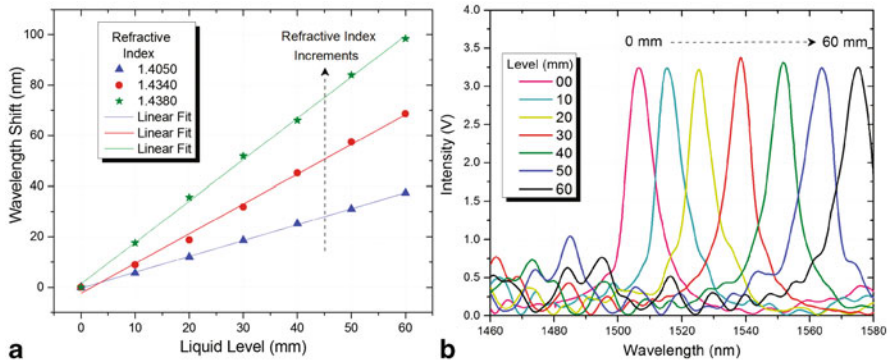 100
80
60
40
20
0
Wavelength Shift (nm)
Refractive
Index
1.4050
1.4340
1.4380
Linear Fit
Linear Fit
Linear Fit
Refractive Index
Increments
0 10 20 30 40 50 60
Liquid Level (mm)
a
4.0
3.5
3.0
2.5
2.0
1.5
1.0
0.5
0.0
Intensity (V)
0 mm
60 mm
Level (mm)
00
10
20
30
40
50
60
1460 1480 1500 1520 1540 1560 1580
Wavelength (nm)
b